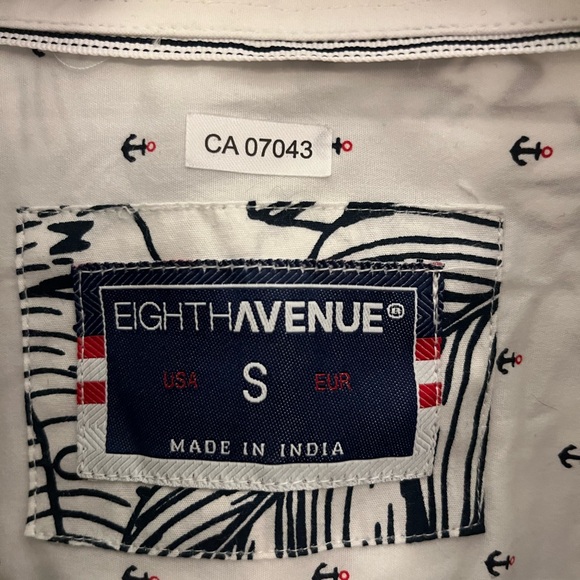 CA 07043
EIGHTHAVENUE®
USA S EUR
MADE IN INDIA